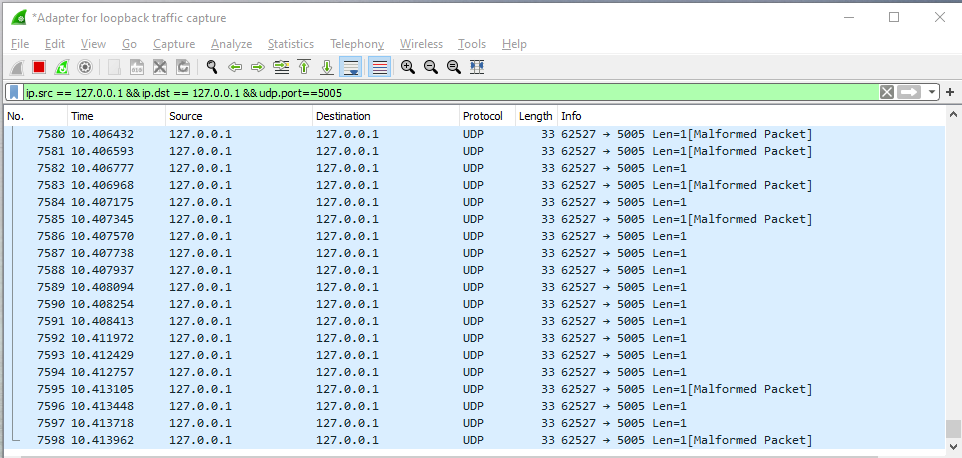 *Adapter for loopback traffic capture
File Edit View Go Capture Analyze Statistics Telephony Wireless Tools Help
ip.src == 127.0.0.1 &&ip.dst == 127.0.0.1 &&udp.port==5005
No. Time Source Destination Protocol Length Info
7580 10.406432 127.0.0.1 127.0.0.1 UDP 33 62527 → 5005 Len=1[Malformed Packet]
7581 10.406593 127.0.0.1 127.0.0.1 UDP 33 62527 → 5005 Len=1[Malformed Packet]
7582 10.406777 127.0.0.1 127.0.0.1 UDP 33 62527 → 5005 Len=1
7583 10.406968 127.0.0.1 127.0.0.1 UDP 33 62527 → 5005 Len=1[Malformed Packet]
7584 10.407175 127.0.0.1 127.0.0.1 UDP 33 62527 → 5005 Len=1
7585 10.407345 127.0.0.1 127.0.0.1 UDP 33 62527 → 5005 Len=1[Malformed Packet]
7586 10.407570 127.0.0.1 127.0.0.1 UDP 33 62527 → 5005 Len=1
7587 10.407738 127.0.0.1 127.0.0.1 UDP 33 62527 → 5005 Len=1
7588 10.407937 127.0.0.1 127.0.0.1 UDP 33 62527 → 5005 Len=1
7589 10.408094 127.0.0.1 127.0.0.1 UDP 33 62527 → 5005 Len=1
7590 10.408254 127.0.0.1 127.0.0.1 UDP 33 62527 → 5005 Len=1
7591 10.408413 127.0.0.1 127.0.0.1 UDP 33 62527 → 5005 Len=1
7592 10.411972 127.0.0.1 127.0.0.1 UDP 33 62527 → 5005 Len=1
7593 10.412429 127.0.0.1 127.0.0.1 UDP 33 62527 → 5005 Len=1
7594 10.412757 127.0.0.1 127.0.0.1 UDP 33 62527 → 5005 Len=1
7595 10.413105 127.0.0.1 127.0.0.1 UDP 33 62527 → 5005 Len=1[Malformed Packet]
7596 10.413448 127.0.0.1 127.0.0.1 UDP 33 62527 → 5005 Len=1
7597 10.413718 127.0.0.1 127.0.0.1 UDP 33 62527 → 5005 Len=1
7598 10.413962 127.0.0.1 127.0.0.1 UDP 33 62527 → 5005 Len=1[Malformed Packet]